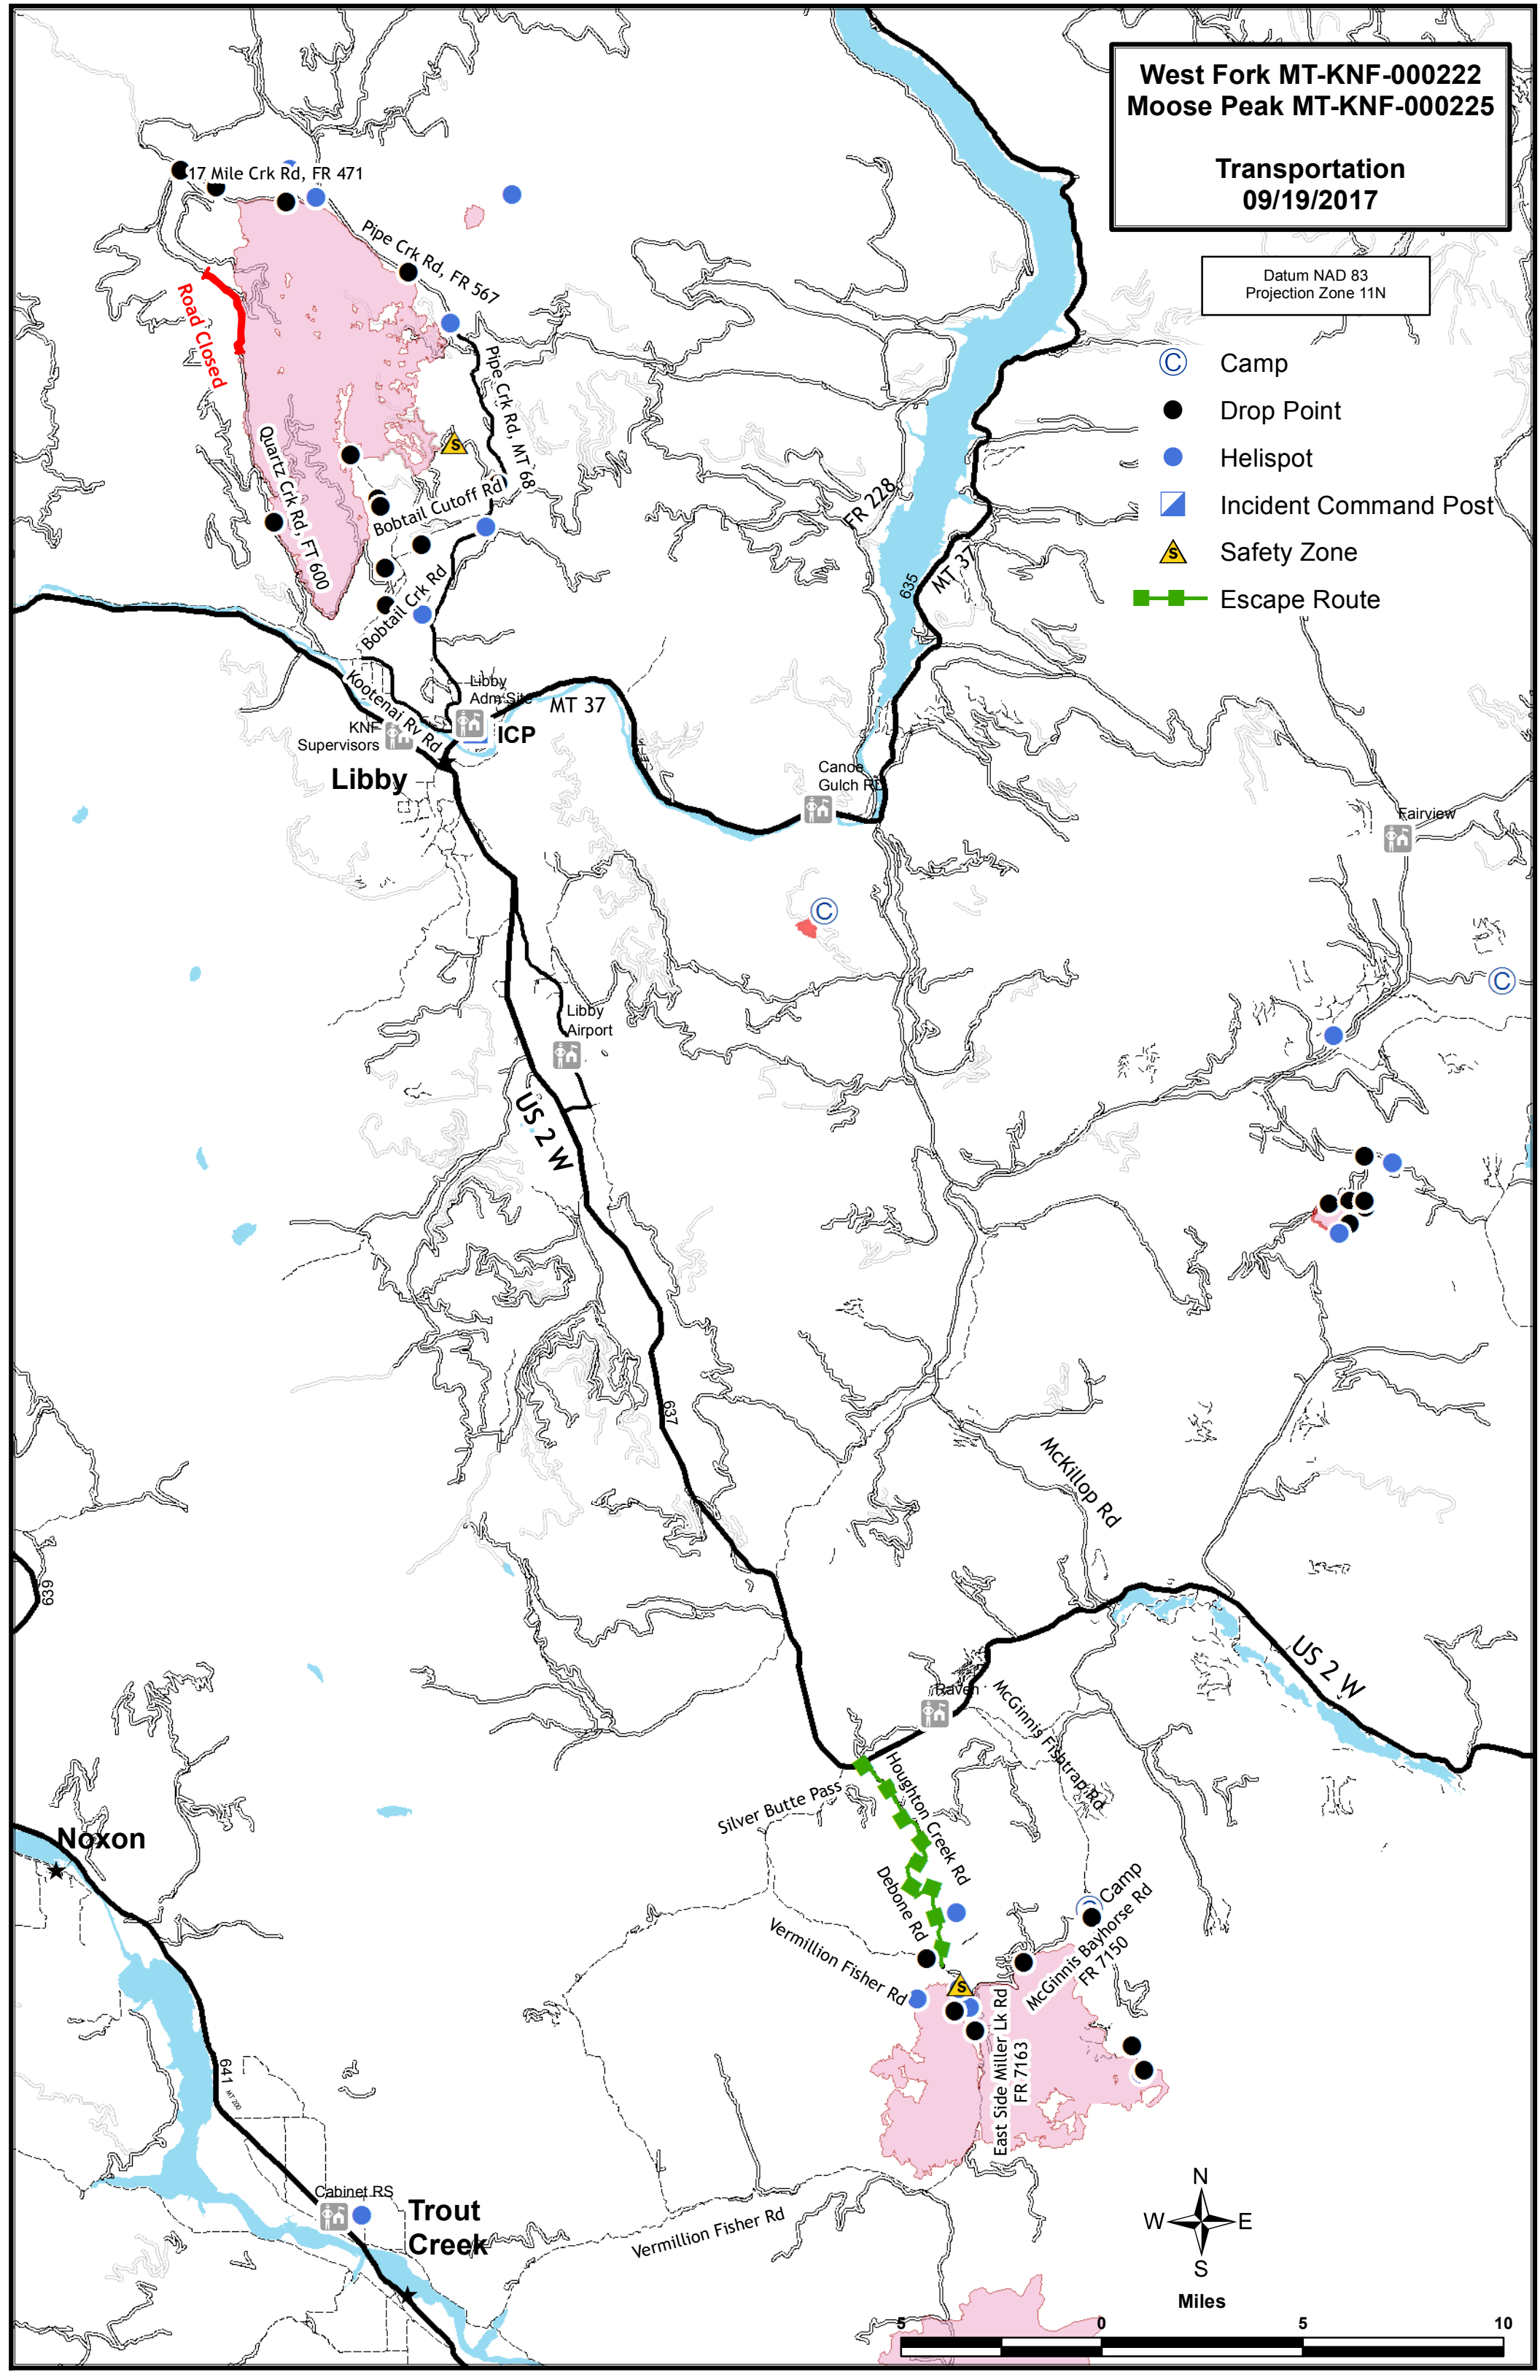 West Fork MT-KNF-000222
Moose Peak MT-KNF-000225
Transportation
09/19/2017
Datum NAD 83
Projection Zone 11N
C Camp
Drop Point
Helispot
Incident Command Post
S Safety Zone
Escape Route
17 Mile Crk Rd, FR 471
Pipe Crk Rd, FR 567
Road Closed
Pipe Crk Rd, MT 68
S
Quartz Crk Rd, FT 600
Bobtail Cutoff Rd
FR 228
635
MT 37
Bobtail Crk Rd
Kootenai Rv Rd
Libby
Adm Site
MT 37
KNF
Supervisors
ICP
Libby
Canoe
Gulch RD
Fairview
C
C
Libby
Airport
US 2 W
637
McKillop Rd
639
US 2 W
Raven
McGinnis Fishtrap Rd
Houghton Creek Rd
Silver Butte Pass
Noxon
Debone Rd
Camp
McGinnis Bayhorse Rd
FR 7150
Vermillion Fisher Rd
S
East Side Miller Lk Rd
FR 7163
641
MT 200
Cabinet RS
Trout
Creek
Vermillion Fisher Rd
N
W
E
S
Miles
5
0
5
10